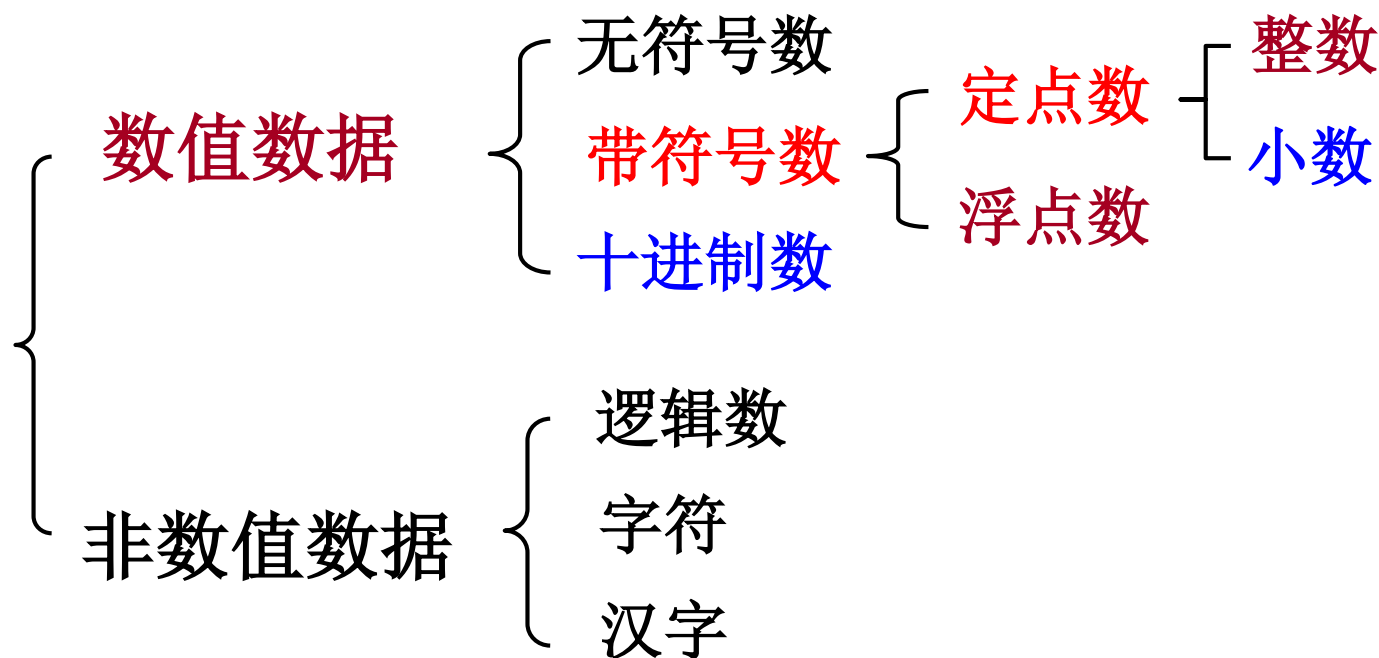 数值数据
无符号数
带符号数
十进制数
定点数
浮点数
整数
小数
非数值数据
逻辑数
字符
汉字